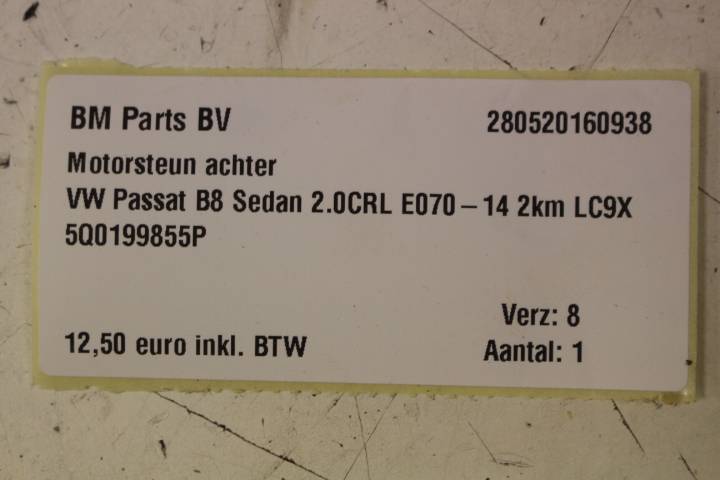 BM Parts BV 280520160938
Motorsteun achter
VW Passat B8 Sedan 2.0CRL E070-14 2km LC9X
5Q0199855P
Verz: 8
12,50 euro inkl. BTW Aantal: 1